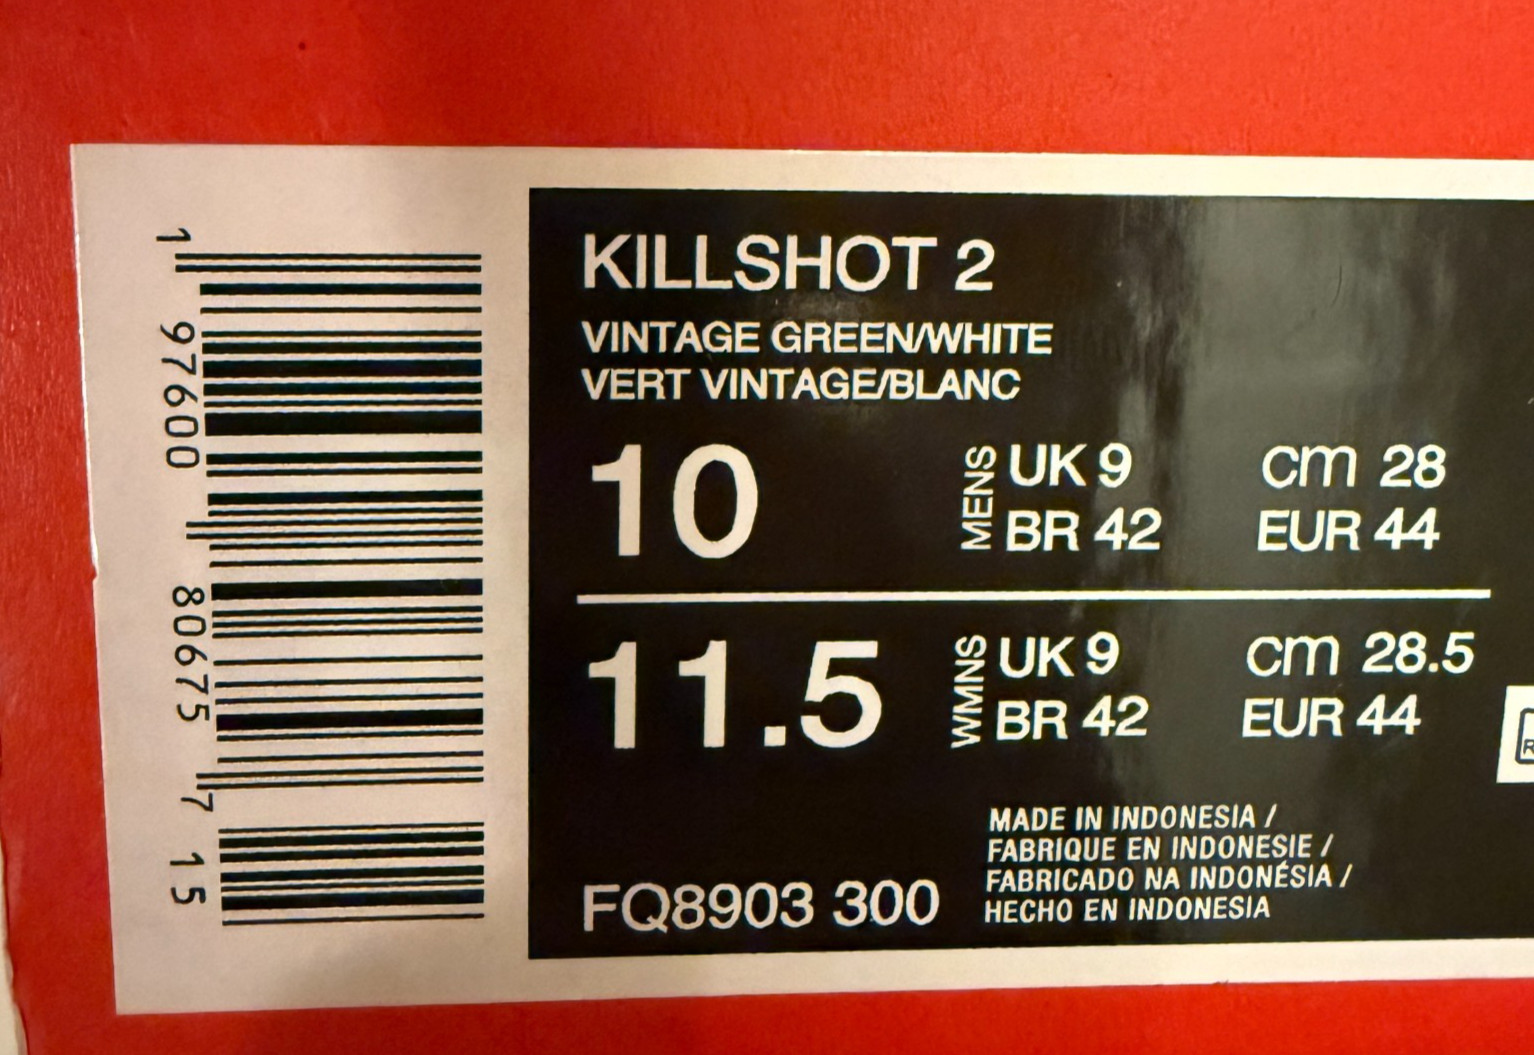 1 97600 80675 7 15
KILLSHOT 2
VINTAGE GREEN/WHITE
VERT VINTAGE/BLANC
10 MENS UK 9 cm 28
BR 42 EUR 44
11.5 WMNS UK 9 cm 28.5
BR 42 EUR 44
MADE IN INDONESIA /
FABRIQUE EN INDONESIE /
FABRICADO NA INDONÉSIA /
HECHO EN INDONESIA
FQ8903 300
R